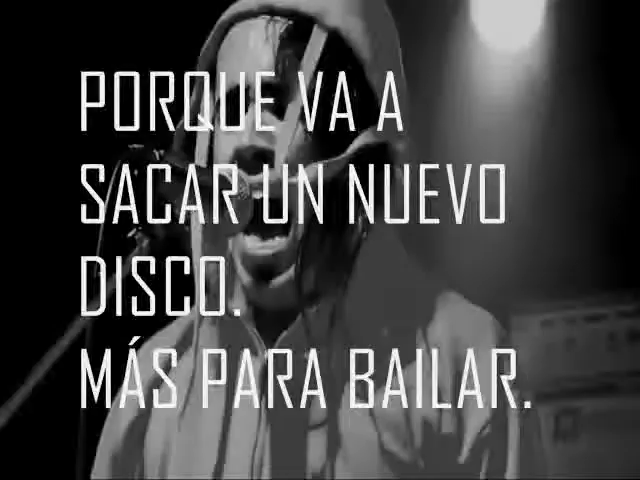 PORQUE VA A
SACAR UN NUEVO
DISCO.
MÁS PARA BAILAR.